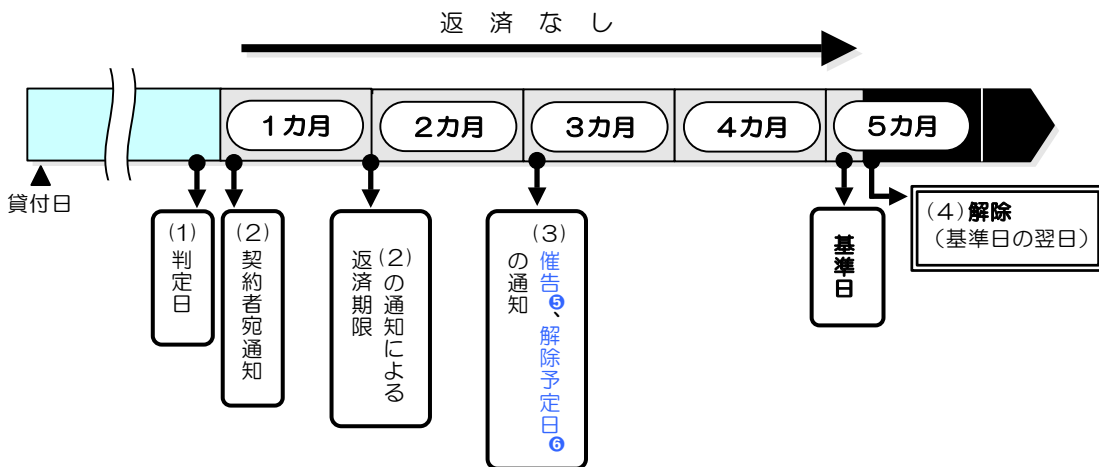 返済なし
1カ月
2カ月
3カ月
4カ月
5カ月
貸付日
(1)
判定日
(2)
契約者宛通知
(2)の通知による
返済期限
(3)
催告❺、解除予定日❻
の通知
基準日
(4)解除
(基準日の翌日)